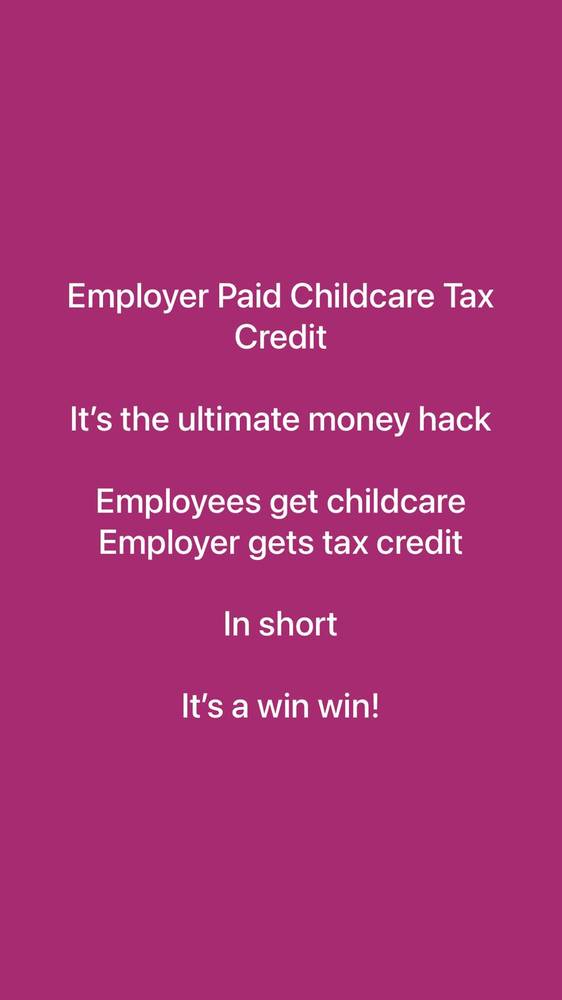 Employer Paid Childcare Tax
Credit
It’s the ultimate money hack
Employees get childcare
Employer gets tax credit
In short
It’s a win win!